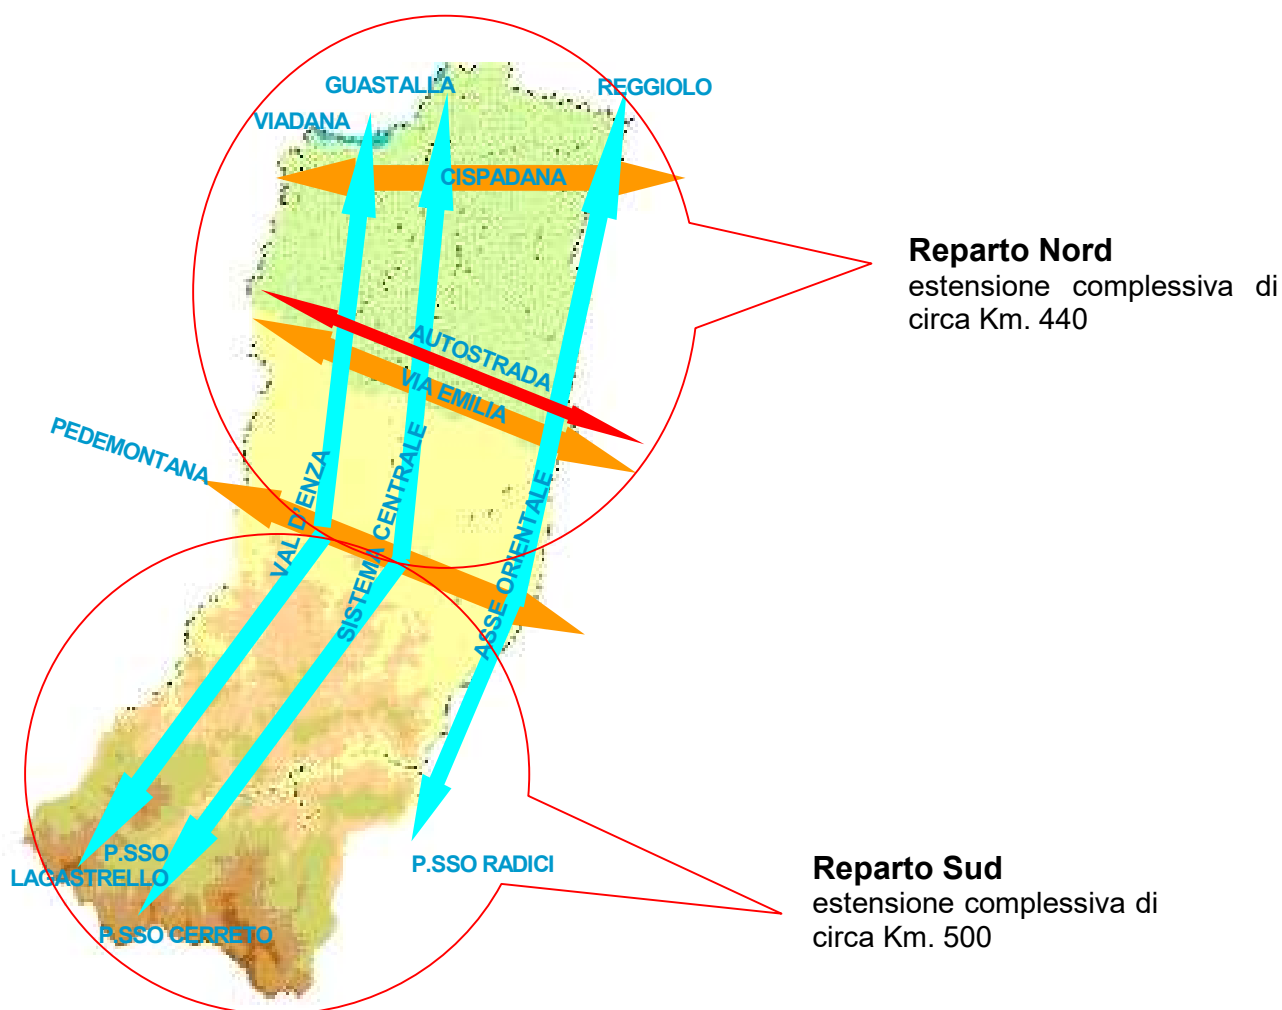 GUASTALLA
REGGIOLO
VIADANA
CISPADANA
Reparto Nord
estensione complessiva di
circa Km. 440
AUTOSTRADA
VIA EMILIA
PEDEMONTANA
VAL D'ENZA
SISTEMA CENTRALE
ASSE ORIENTALE
P.SSO
LAGASTRELLO
P.SSO RADICI
P.SSO CERRETO
Reparto Sud
estensione complessiva di
circa Km. 500